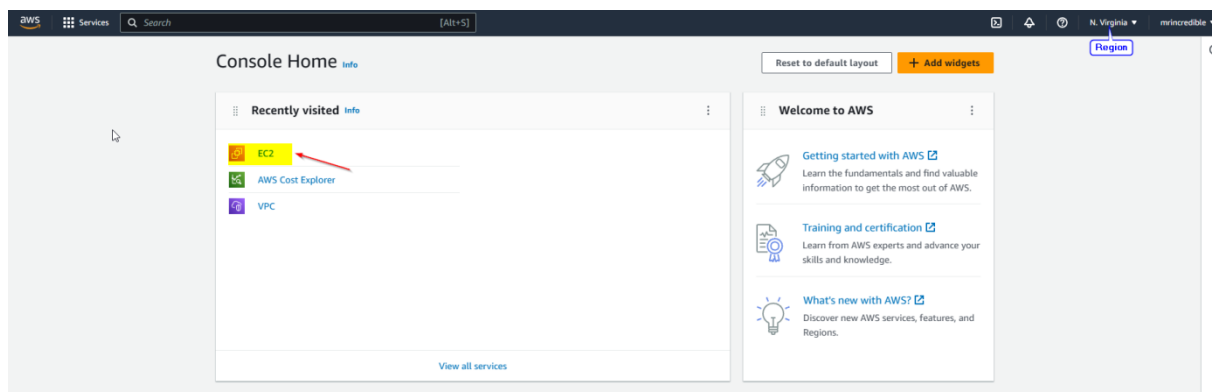 aws Services Search [Alt+S] N. Virginia mrincredible
Region
Console Home Info
Reset to default layout + Add widgets
Recently visited Info
EC2
AWS Cost Explorer
VPC
View all services
Welcome to AWS
Getting started with AWS
Learn the fundamentals and find valuable
information to get the most out of AWS.
Training and certification
Learn from AWS experts and advance your
skills and knowledge.
What's new with AWS?
Discover new AWS services, features, and
Regions.